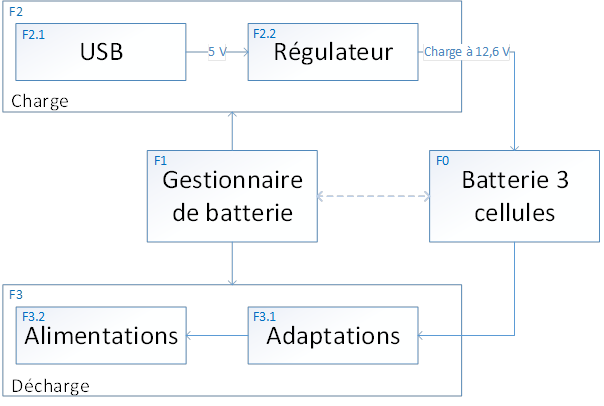 F2
F2.1
USB
5 V
F2.2
Régulateur
Charge à 12,6 V
Charge
F1
Gestionnaire
de batterie
F0
Batterie 3
cellules
F3
F3.2
Alimentations
F3.1
Adaptations
Décharge